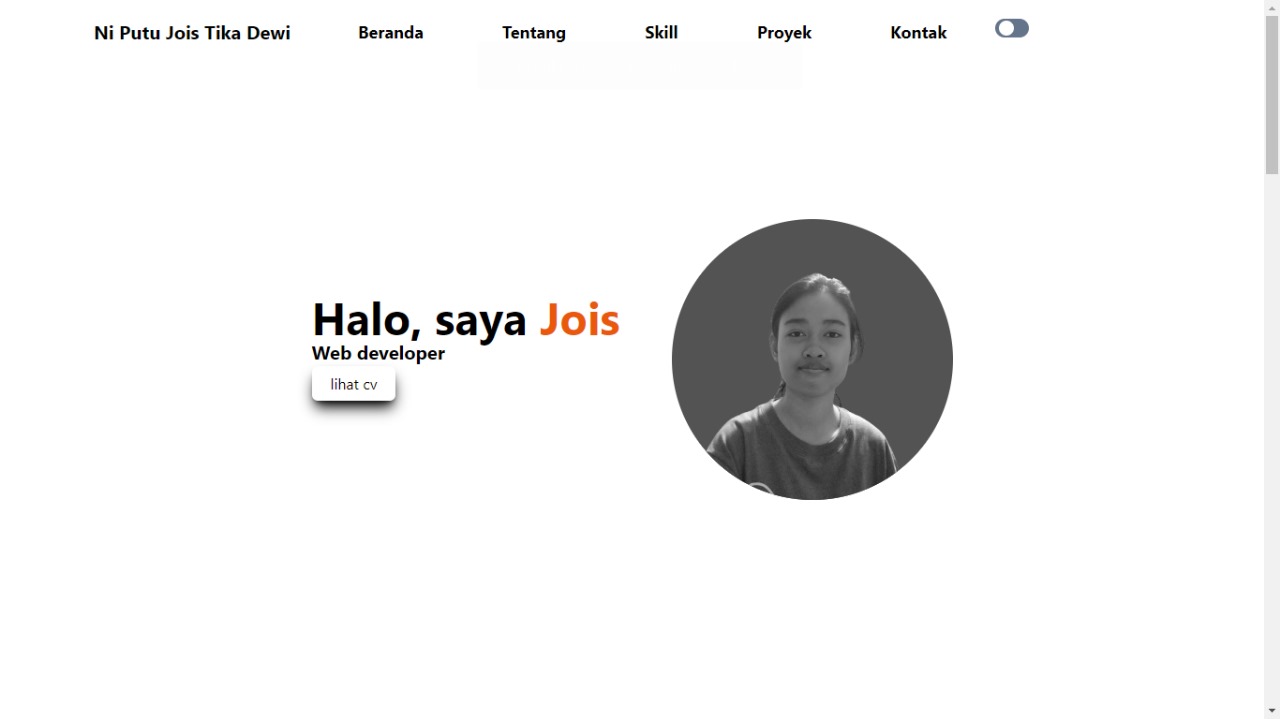 Ni Putu Jois Tika Dewi Beranda Tentang Skill Proyek Kontak
Halo, saya Jois
Web developer
lihat cv